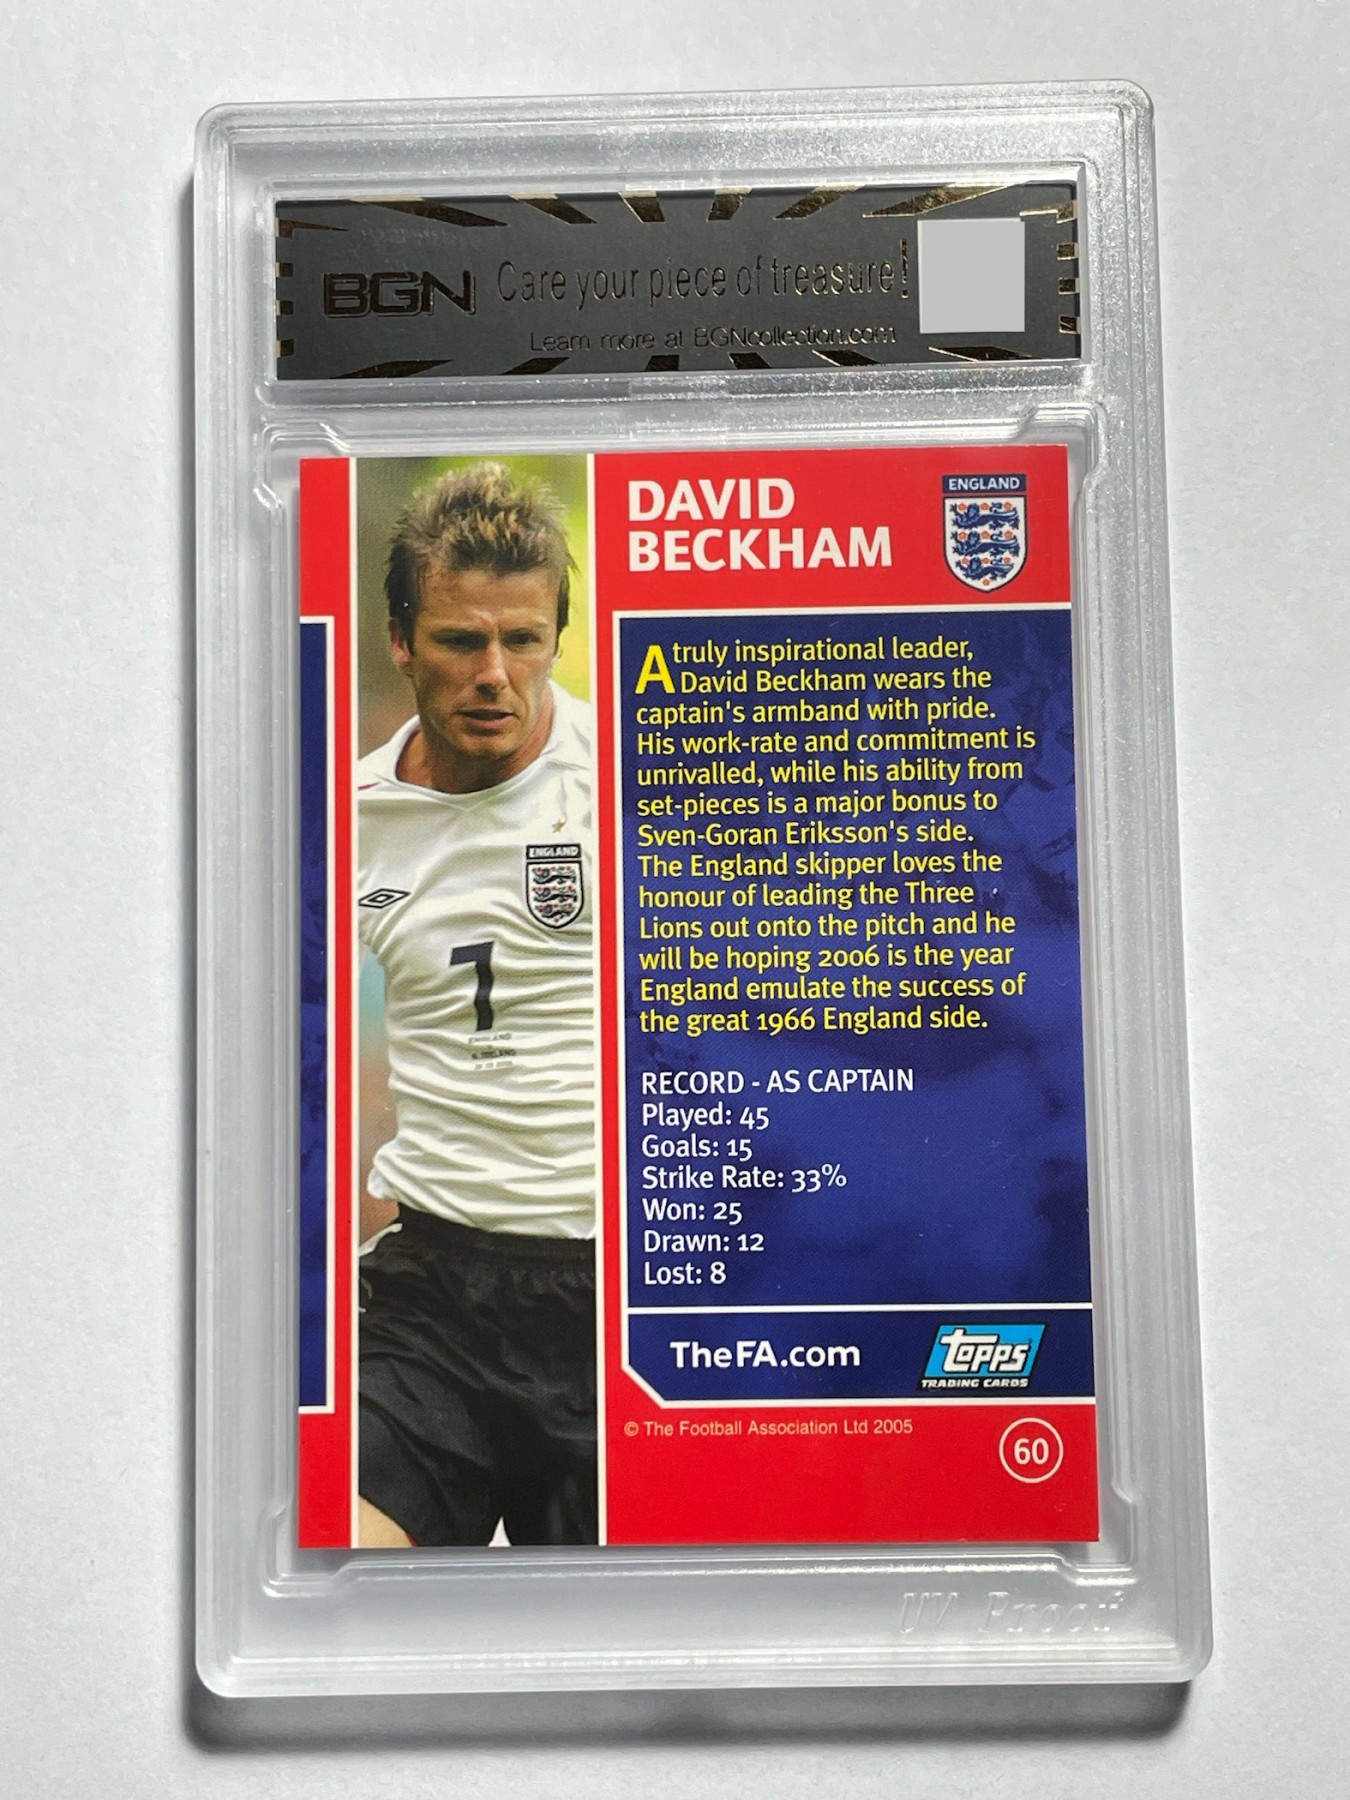 BGN Care your piece of treasure!
Learn more at BGNcollection.com
DAVID
BECKHAM
ENGLAND
A truly inspirational leader,
David Beckham wears the
captain's armband with pride.
His work-rate and commitment is
unrivalled, while his ability from
set-pieces is a major bonus to
Sven-Goran Eriksson's side.
The England skipper loves the
honour of leading the Three
Lions out onto the pitch and he
will be hoping 2006 is the year
England emulate the success of
the great 1966 England side.
RECORD - AS CAPTAIN
Played: 45
Goals: 15
Strike Rate: 33%
Won: 25
Drawn: 12
Lost: 8
TheFA.com
Topps
TRADING CARDS
© The Football Association Ltd 2005
60
ENGLAND
7
ENGLAND
N.IRELAND
UV Proof